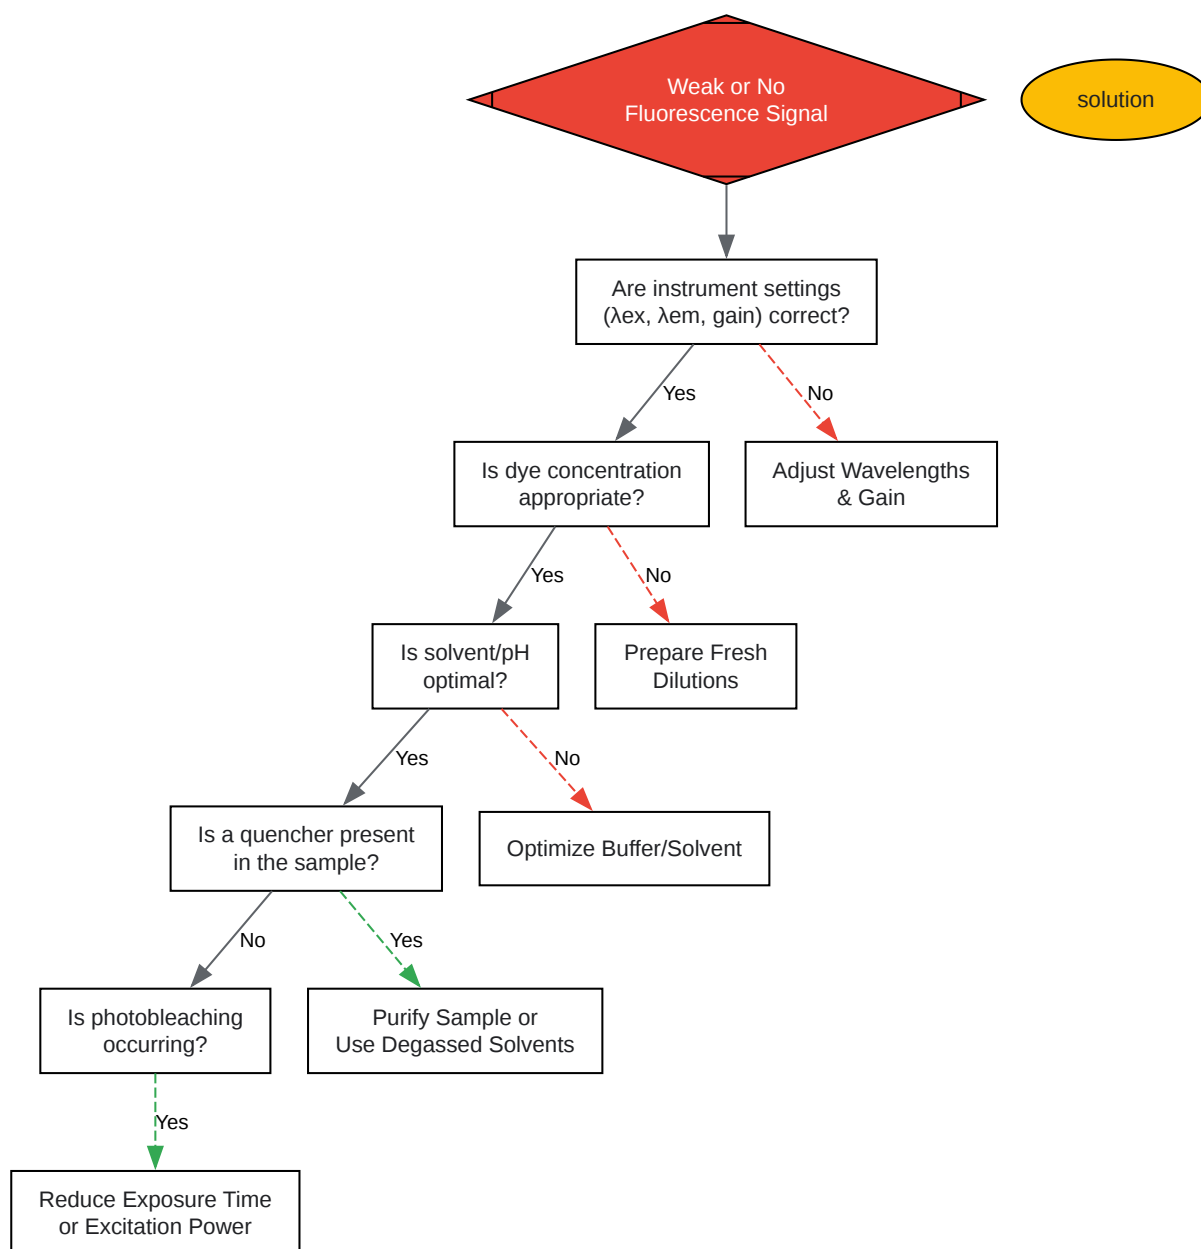 Weak or No
Fluorescence Signal
solution
Are instrument settings
(λex, λem, gain) correct?
Yes
No
Is dye concentration
appropriate?
Adjust Wavelengths
& Gain
Yes
No
Is solvent/pH
optimal?
Prepare Fresh
Dilutions
Yes
No
Is a quencher present
in the sample?
Optimize Buffer/Solvent
No
Yes
Is photobleaching
occurring?
Purify Sample or
Use Degassed Solvents
Yes
Reduce Exposure Time
or Excitation Power